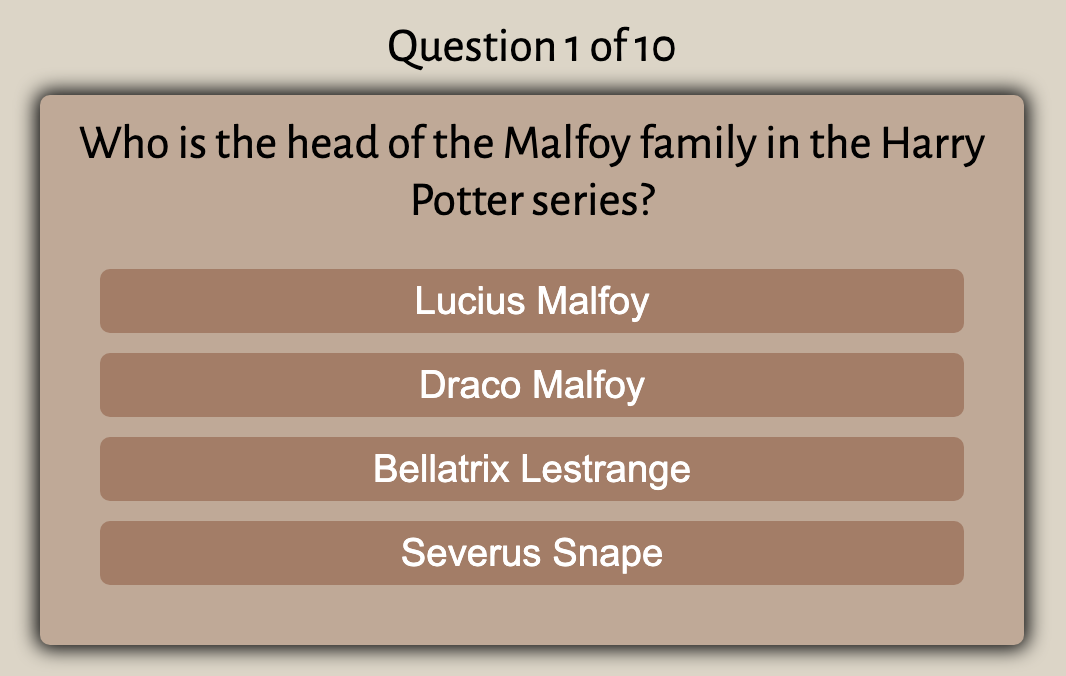 Question 1 of 10
Who is the head of the Malfoy family in the Harry
Potter series?
Lucius Malfoy
Draco Malfoy
Bellatrix Lestrange
Severus Snape